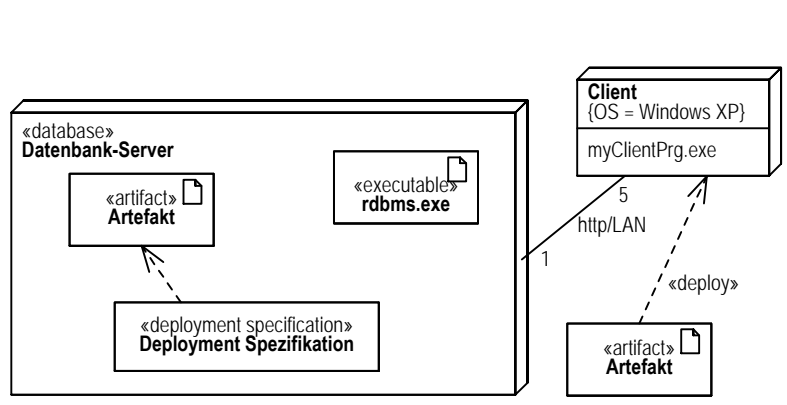 «database»
Datenbank-Server
«artifact»
Artefakt
«executable»
rdbms.exe
«deployment specification»
Deployment Spezifikation
Client
{OS = Windows XP}
myClientPrg.exe
5
http/LAN
1
«deploy»
«artifact»
Artefakt